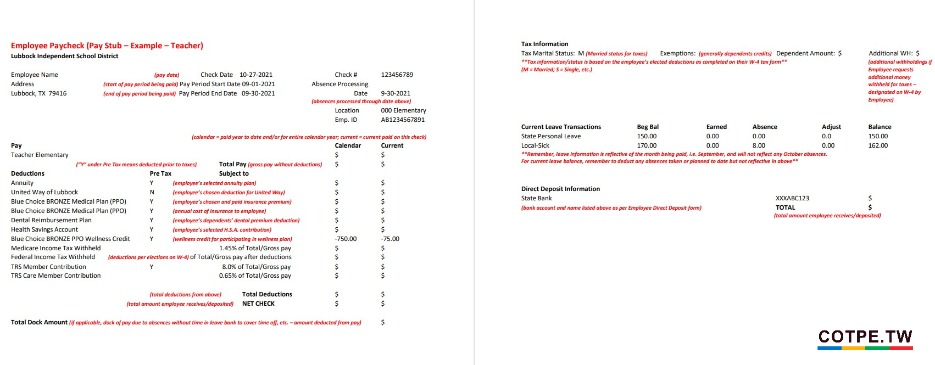 Employee Paycheck (Pay Stub – Example – Teacher)
Lubbock Independent School District
Employee Name (pay date) Check Date 10-27-2021 Check # 123456789
Address (start of pay period being paid) Pay Period Start Date 09-01-2021 Absence Processing
Lubbock, TX 79416 (end of pay period being paid) Pay Period End Date 09-30-2021 Date 9-30-2021
(absences processed through date above)
Location 000 Elementary
Emp. ID AB1234567891
(calendar = paid year to date and/or for entire calendar year; current = current paid on this check)
Pay Calendar Current
Teacher Elementary $ $
("Y" under Pre Tax means deducted prior to taxes) Total Pay (gross pay without deductions) $ $
Deductions Pre Tax Subject to
Annuity Y (employee's selected annuity plan) $ $
United Way of Lubbock N (employee's chosen deduction for United Way) $ $
Blue Choice BRONZE Medical Plan (PPO) Y (employee's chosen and paid insurance premium) $ $
Blue Choice BRONZE Medical Plan (PPO) Y (annual cost of insurance to employee) $ $
Dental Reimbursement Plan Y (employee's dependents' dental premium deduction) $ $
Health Savings Account Y (employee's selected H.S.A. contribution) $ $
Blue Choice BRONZE PPO Wellness Credit Y (wellness credit for participating in wellness plan) -750.00 -75.00
Medicare Income Tax Withheld 1.45% of Total/Gross pay $ $
Federal Income Tax Withheld (deductions per elections on W-4) of Total/Gross pay after deductions $ $
TRS Member Contribution Y 8.0% of Total/Gross pay $ $
TRS Care Member Contribution 0.65% of Total/Gross pay $ $
(total deductions from above) Total Deductions $ $
(total amount employee receives/deposited) NET CHECK $ $
Total Dock Amount (if applicable, dock of pay due to absences without time in leave bank to cover time off, etc. – amount deducted from pay) $
Tax Information
Tax Marital Status: M (Married status for taxes) Exemptions: (generally dependents credits) Dependent Amount: $ Additional WH: $
**Tax information/status is based on the employee's elected deductions as completed on their W-4 tax form**
(M = Married; S = Single, etc.)
(additional withholdings if
Employee requests
additional money
withheld for taxes –
designated on W-4 by
Employee)
Current Leave Transactions Beg Bal Earned Absence Adjust Balance
State Personal Leave 150.00 0.00 0.00 0.0 150.00
Local-Sick 170.00 0.00 8.00 0.0 162.00
**Remember, leave information is reflective of the month being paid, i.e. September, and will not reflect any October absences.
For current leave balance, remember to deduct any absences taken or planned to date but not reflective in above**
Direct Deposit Information
State Bank XXXABC123 $
(bank account and name listed above as per Employee Direct Deposit form) TOTAL $
(total amount employee receives/deposited)
COTPE.TW